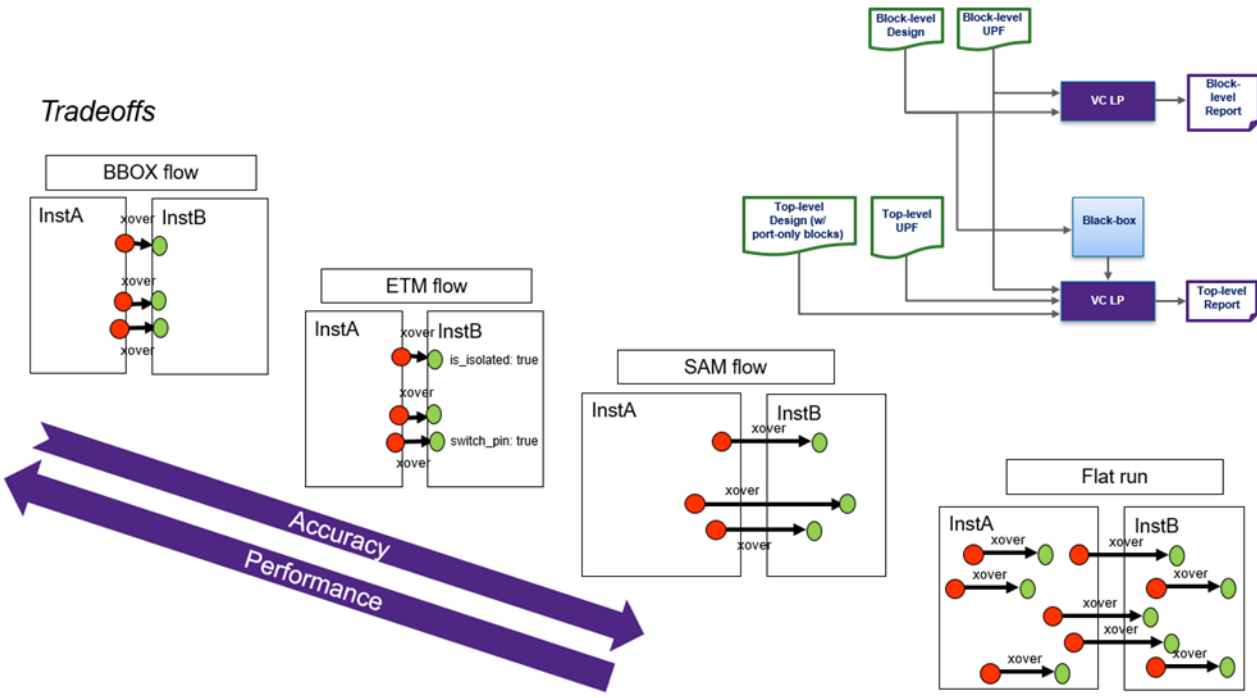 Tradeoffs
BBOX flow
InstA
InstB
xover
xover
xover
ETM flow
InstA
InstB
xover
is_isolated: true
xover
switch_pin: true
xover
SAM flow
InstA
InstB
xover
xover
xover
Flat run
InstA
InstB
xover
xover
xover
xover
xover
xover
xover
xover
Accuracy
Performance
Block-level
Design
Block-level
UPF
VC LP
Block-
level
Report
Top-level
Design (w/
port-only blocks)
Top-level
UPF
Black-box
VC LP
Top-level
Report